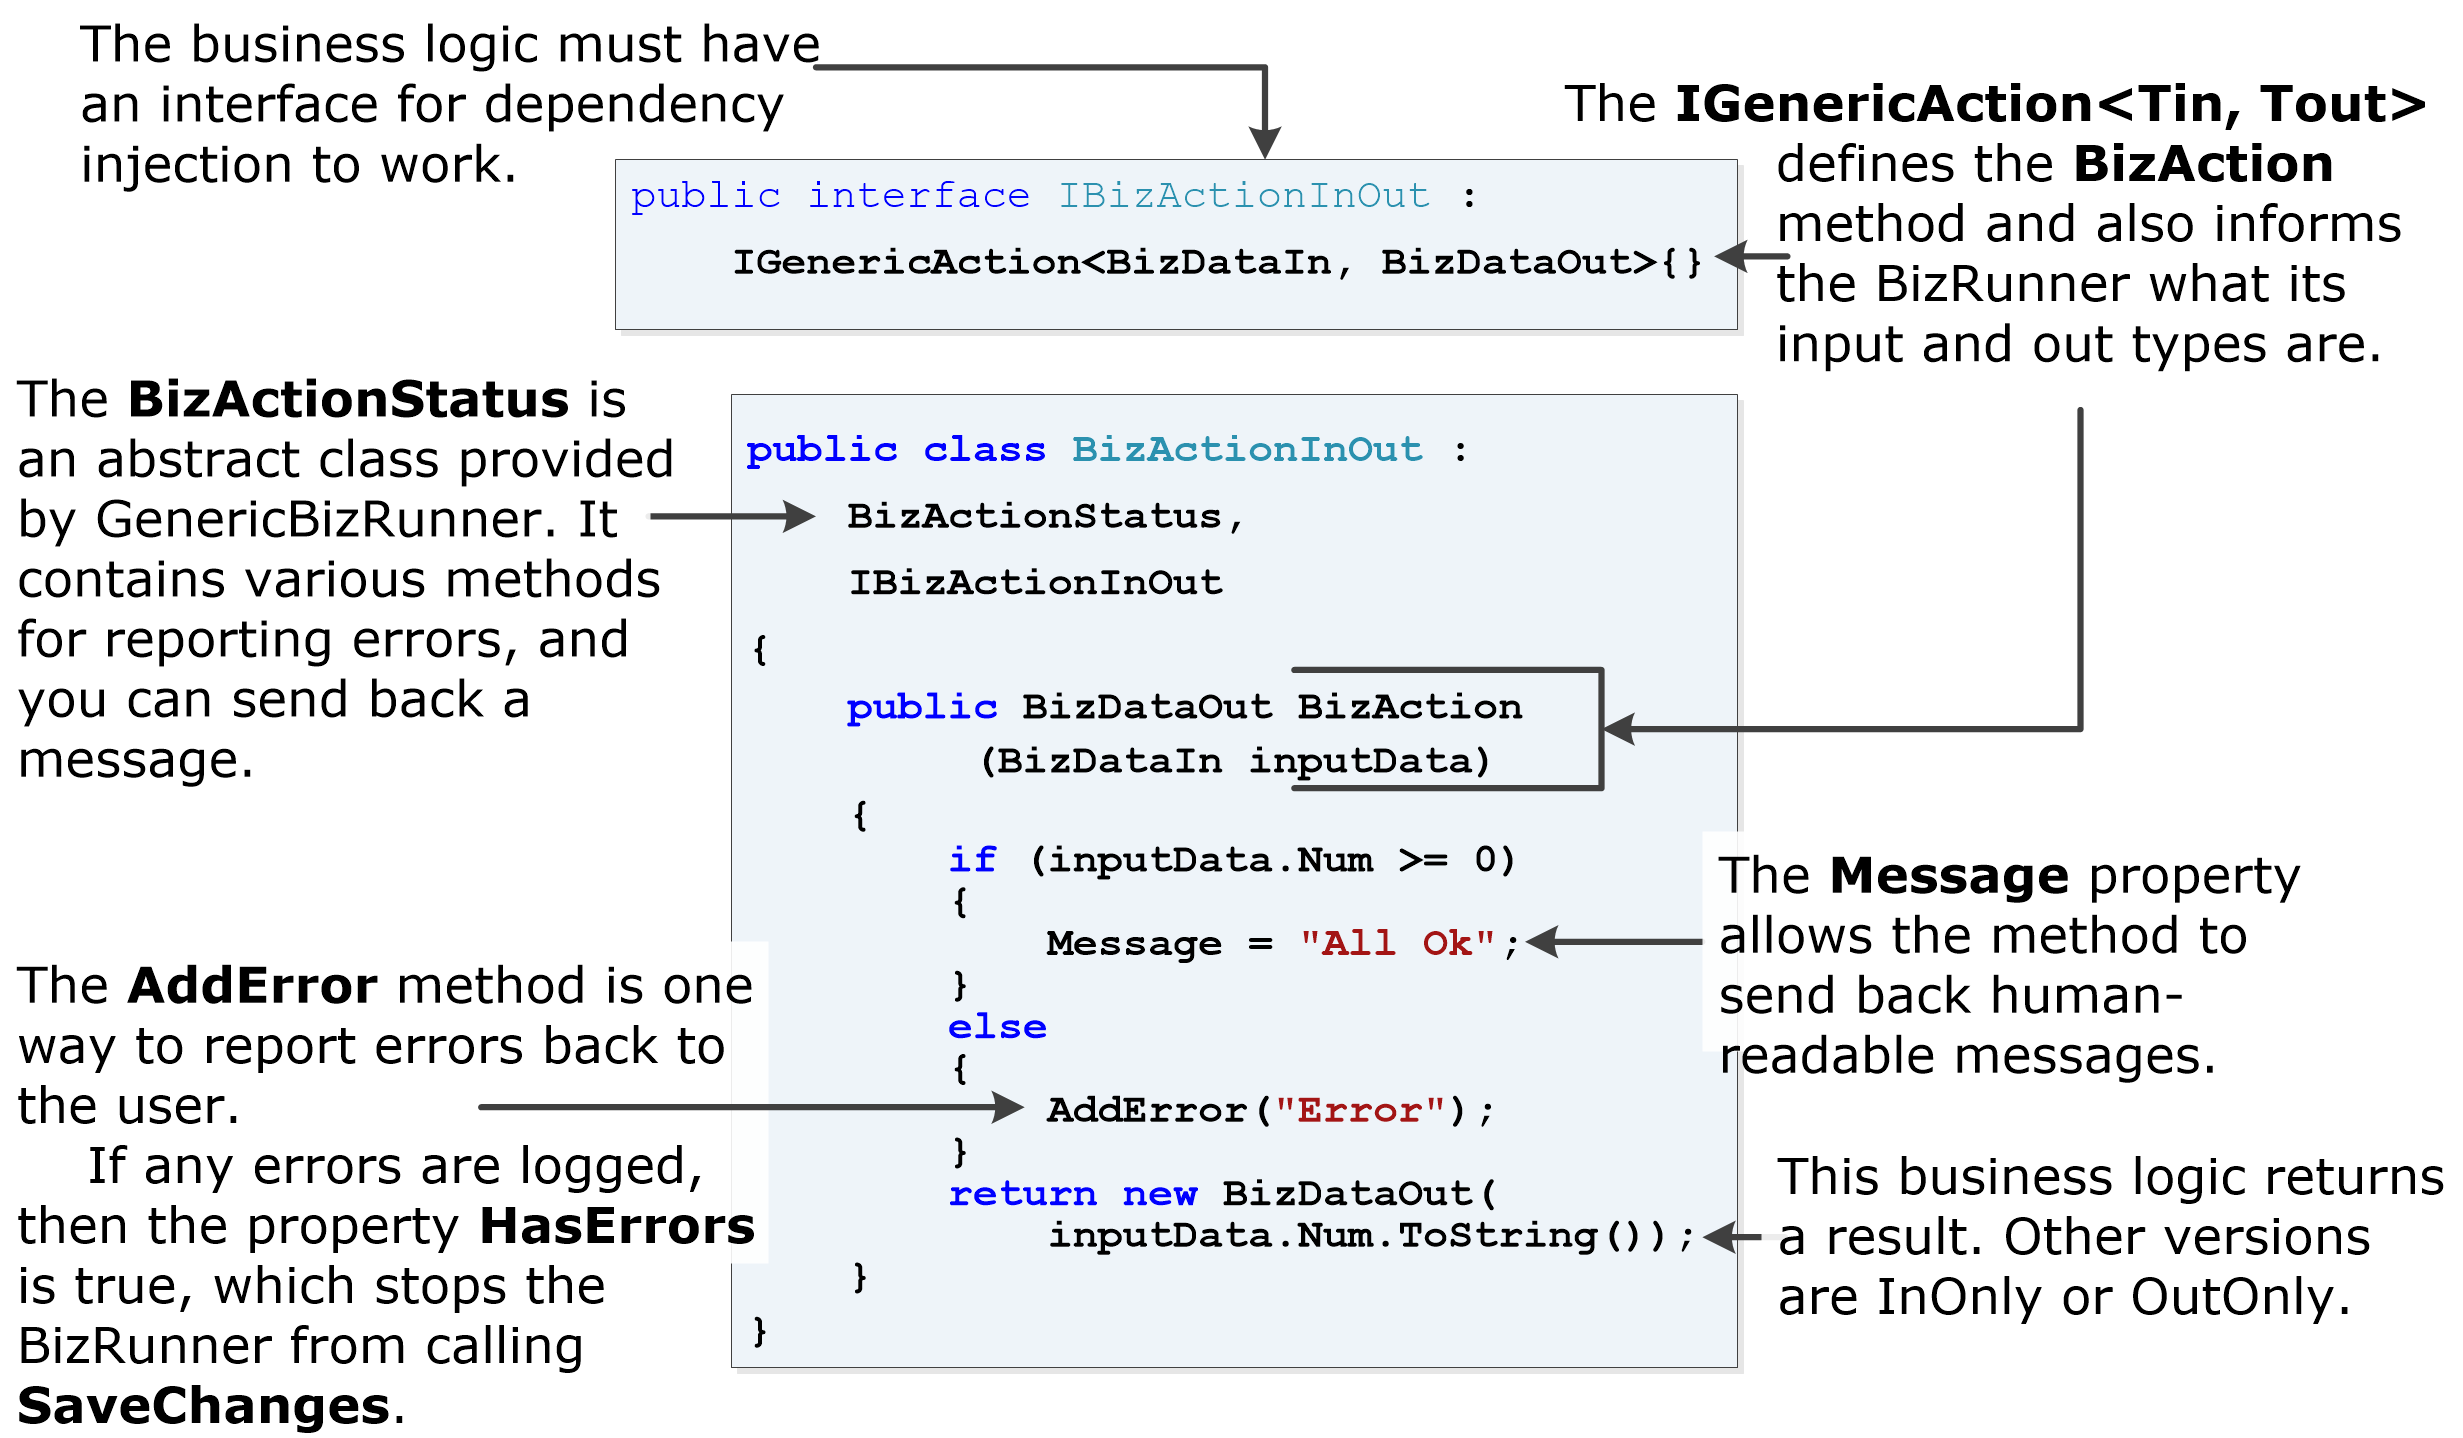 The business logic must have
an interface for dependency
injection to work.
The IGenericAction<Tin, Tout>
defines the BizAction
method and also informs
the BizRunner what its
input and out types are.
public interface IBizActionInOut :
IGenericAction<BizDataIn, BizDataOut>{}
The BizActionStatus is
an abstract class provided
by GenericBizRunner. It
contains various methods
for reporting errors, and
you can send back a
message.
public class BizActionInOut :
BizActionStatus,
IBizActionInOut
{
public BizDataOut BizAction
(BizDataIn inputData)
{
if (inputData.Num >= 0)
{
Message = "All Ok";
}
else
{
AddError("Error");
}
return new BizDataOut(
inputData.Num.ToString());
}
}
The Message property
allows the method to
send back human-
readable messages.
The AddError method is one
way to report errors back to
the user.
If any errors are logged,
then the property HasErrors
is true, which stops the
BizRunner from calling
SaveChanges.
This business logic returns
a result. Other versions
are InOnly or OutOnly.